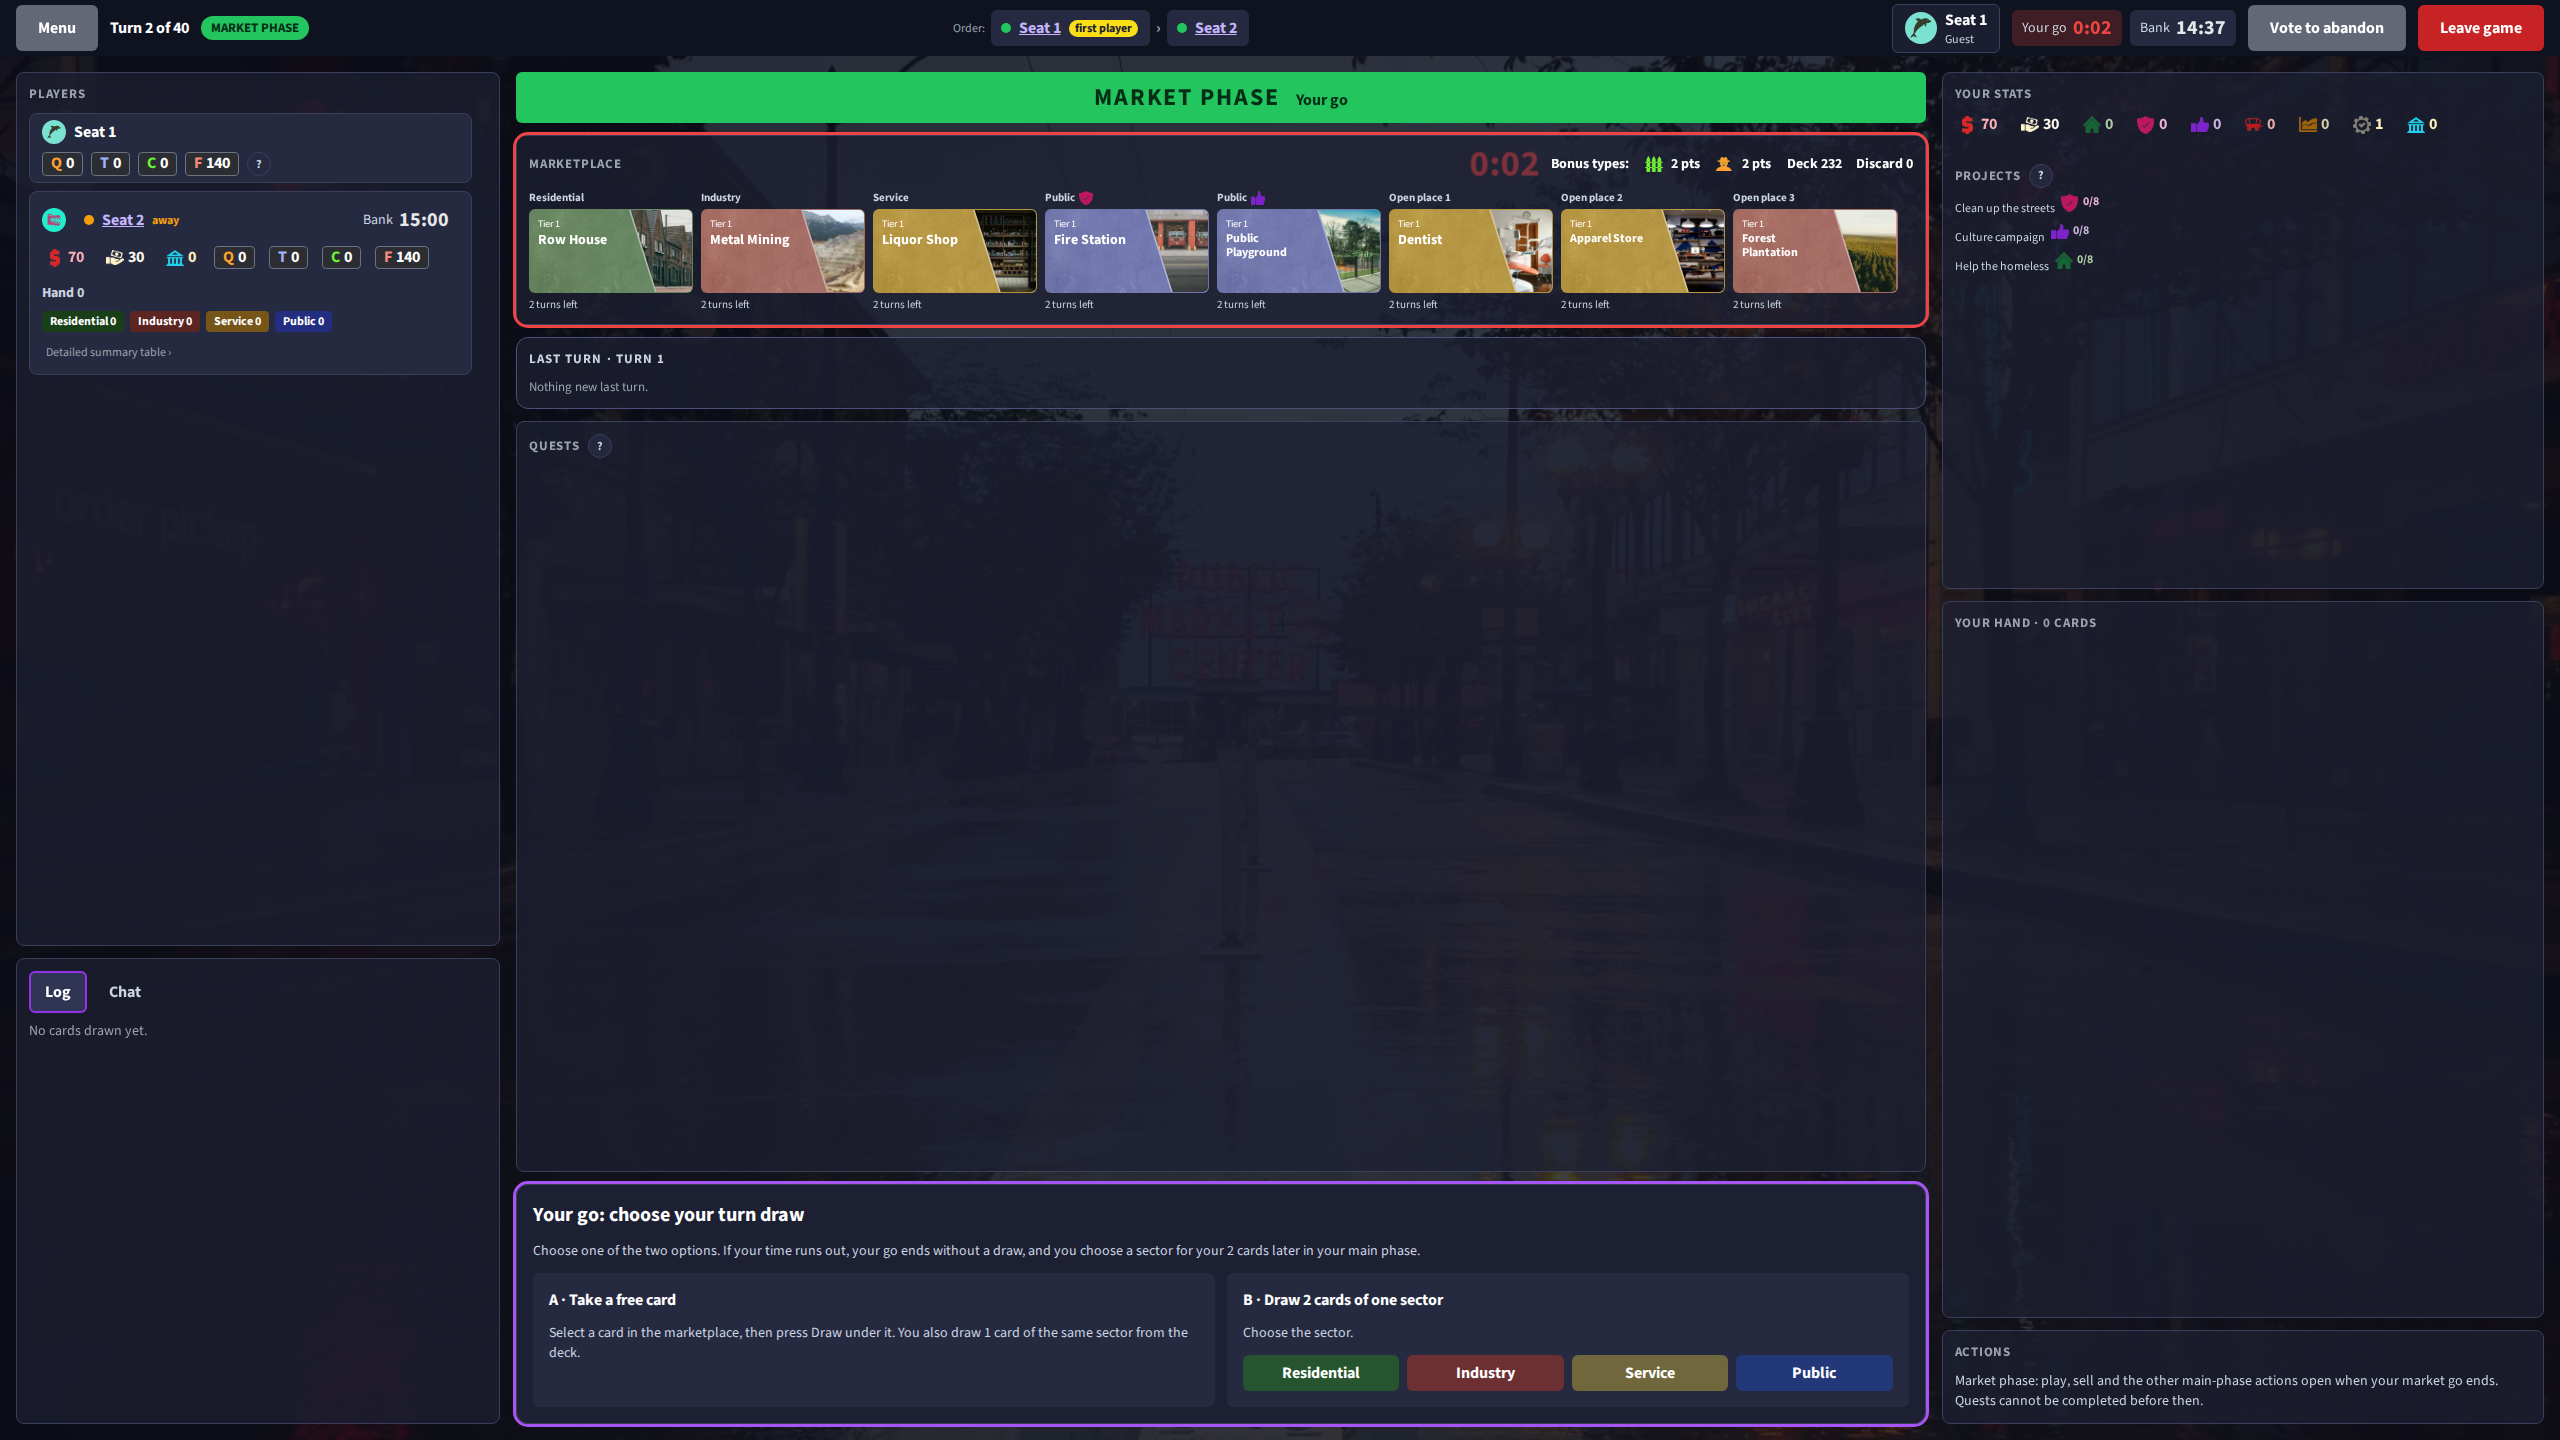 Menu
Turn 2 of 40
MARKET PHASE
Order:
Seat 1 first player
›
Seat 2
Seat 1
Guest
Your go 0:02
Bank 14:37
Vote to abandon
Leave game
PLAYERS
Seat 1
Q 0 T 0 C 0 F 140 ?
Seat 2 away
Bank 15:00
70 30 0 Q 0 T 0 C 0 F 140
Hand 0
Residential 0 Industry 0 Service 0 Public 0
Detailed summary table ›
Log
Chat
No cards drawn yet.
MARKET PHASE Your go
MARKETPLACE
0:02 Bonus types: 2 pts 2 pts Deck 232 Discard 0
Residential
Tier 1
Row House
2 turns left
Industry
Tier 1
Metal Mining
2 turns left
Service
Tier 1
Liquor Shop
2 turns left
Public
Tier 1
Fire Station
2 turns left
Public
Tier 1
Public
Playground
2 turns left
Open place 1
Tier 1
Dentist
2 turns left
Open place 2
Tier 1
Apparel Store
2 turns left
Open place 3
Tier 1
Forest
Plantation
2 turns left
LAST TURN · TURN 1
Nothing new last turn.
QUESTS ?
order pickup
PUBLIC
MARKET
CENTER
Your go: choose your turn draw
Choose one of the two options. If your time runs out, your go ends without a draw, and you choose a sector for your 2 cards later in your main phase.
A · Take a free card
Select a card in the marketplace, then press Draw under it. You also draw 1 card of the same sector from the
deck.
B · Draw 2 cards of one sector
Choose the sector.
Residential
Industry
Service
Public
YOUR STATS
70 30 0 0 0 0 0 1 0
PROJECTS ?
Clean up the streets 0/8
Culture campaign 0/8
Help the homeless 0/8
YOUR HAND · 0 CARDS
ACTIONS
Market phase: play, sell and the other main-phase actions open when your market go ends.
Quests cannot be completed before then.